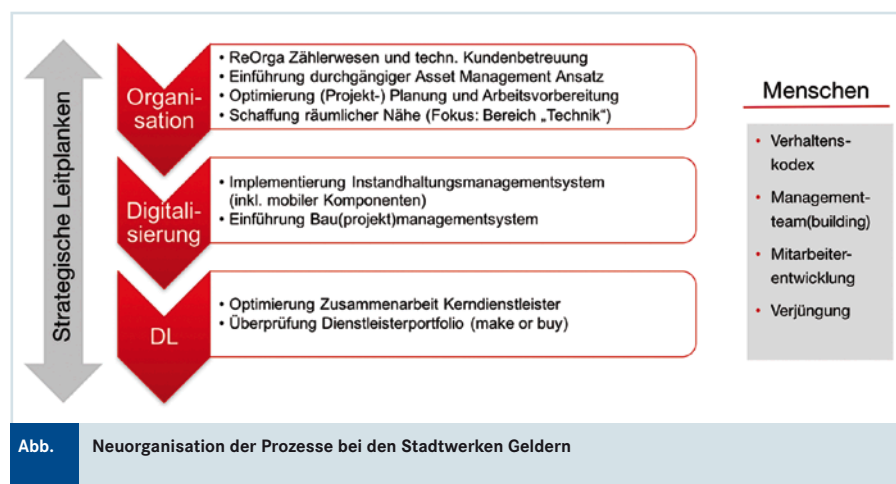 Strategische Leitplanken
Organi-
sation
• ReOrga Zählerwesen und techn. Kundenbetreuung
• Einführung durchgängiger Asset Management Ansatz
• Optimierung (Projekt-) Planung und Arbeitsvorbereitung
• Schaffung räumlicher Nähe (Fokus: Bereich „Technik“)
Digitali-
sierung
• Implementierung Instandhaltungsmanagementsystem
(inkl. mobiler Komponenten)
• Einführung Bau(projekt)managementsystem
DL
• Optimierung Zusammenarbeit Kerndienstleister
• Überprüfung Dienstleisterportfolio (make or buy)
Menschen
• Verhaltens-
kodex
• Management-
team(building)
• Mitarbeiter-
entwicklung
• Verjüngung
Abb. Neuorganisation der Prozesse bei den Stadtwerken Geldern